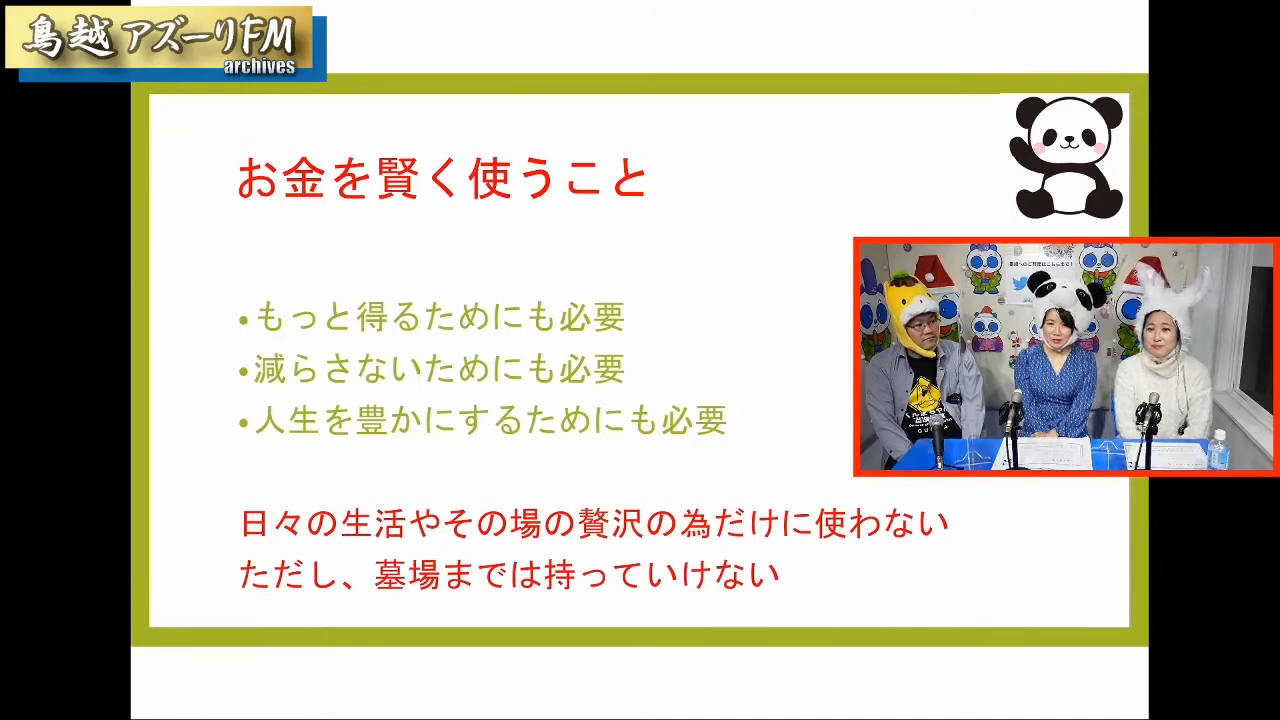 鳥越アズーリFM
archives
お金を賢く使うこと
•もっと得るためにも必要
•減らさないためにも必要
•人生を豊かにするためにも必要
日々の生活やその場の贅沢の為だけに使わない
ただし、墓場までは持っていけない